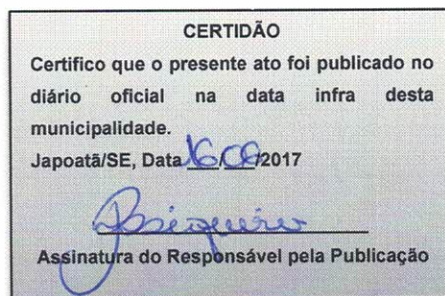 CERTIDÃO
Certifico que o presente ato foi publicado no
diário oficial na data infra desta
municipalidade.
Japoatã/SE, Data 16/06/2017
Assinatura do Responsável pela Publicação